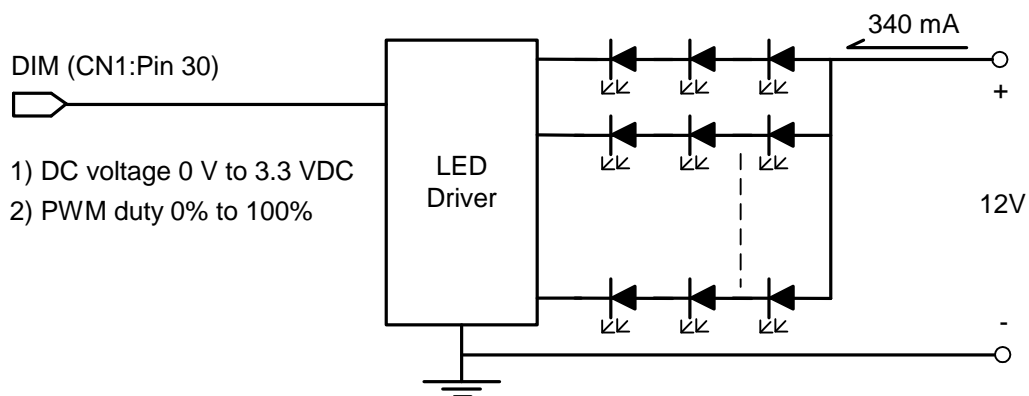 340 mA
DIM (CN1:Pin 30)
+
1) DC voltage 0 V to 3.3 VDC
2) PWM duty 0% to 100%
LED
Driver
12V
-